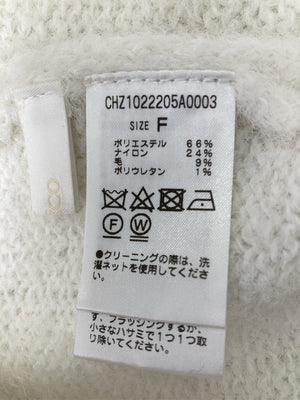 CHZ1022205A0003
SIZE F
ポリエステル 66%
ナイロン 24%
毛 9%
ポリウレタン 1%
F W
●クリーニングの際は、洗
濯ネットを使用してくださ
い。
す。ブラッシングするか、
小さなハサミで1つ1つ取
り除いてください。